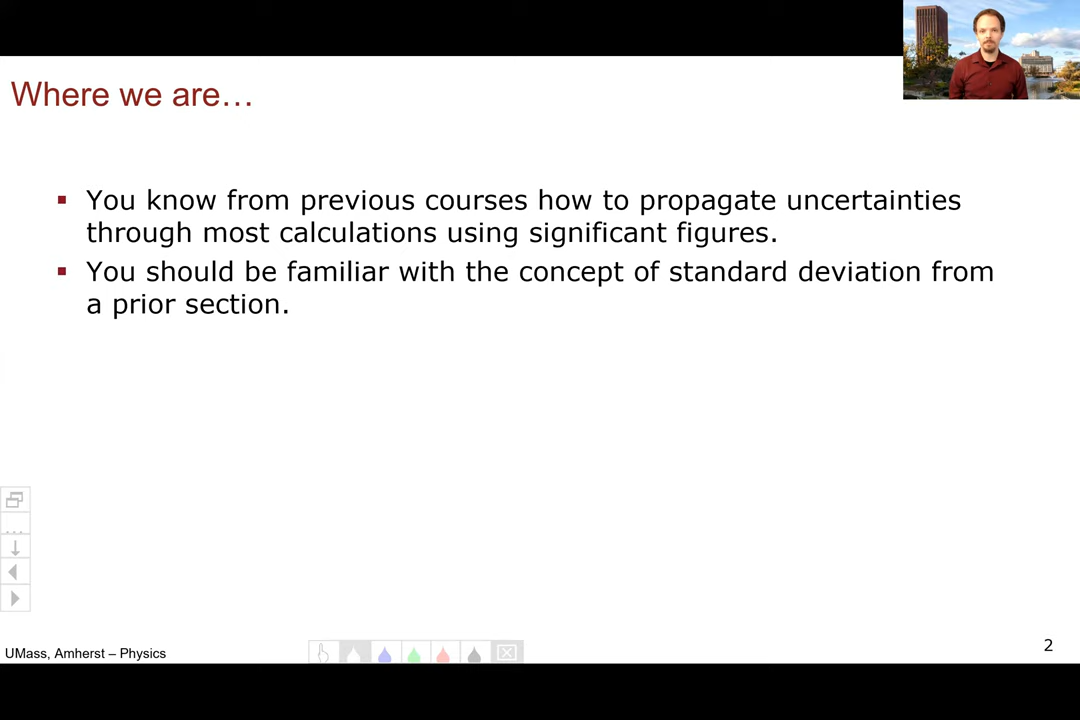 Where we are…
You know from previous courses how to propagate uncertainties
through most calculations using significant figures.
You should be familiar with the concept of standard deviation from
a prior section.
UMass, Amherst – Physics
2